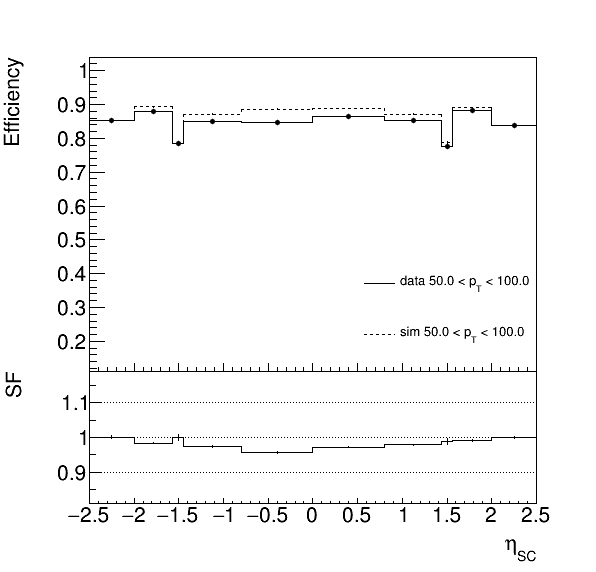 Efficiency
1
0.9
0.8
0.7
0.6
0.5
0.4
0.3
0.2
data 50.0 < p_T < 100.0
sim 50.0 < p_T < 100.0
SF
1.1
1
0.9
−2.5 −2 −1.5 −1 −0.5 0 0.5 1 1.5 2 2.5
η_SC